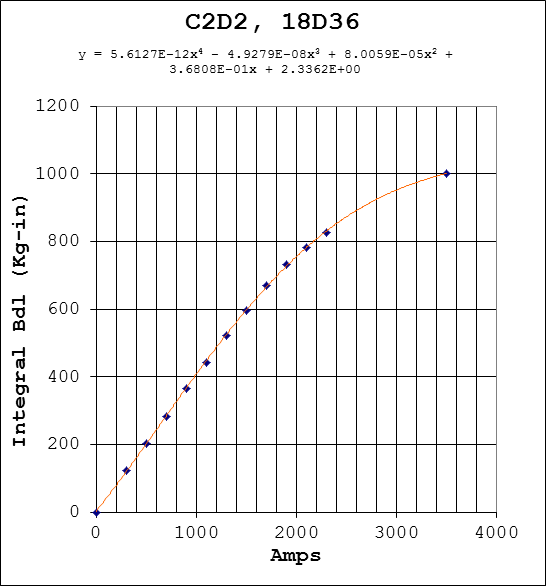 C2D2, 18D36
y = 5.6127E-12x⁴ - 4.9279E-08x³ + 8.0059E-05x² +
3.6808E-01x + 2.3362E+00
1200
1000
800
600
400
200
0
Integral Bdl (Kg-in)
0 1000 2000 3000 4000
Amps